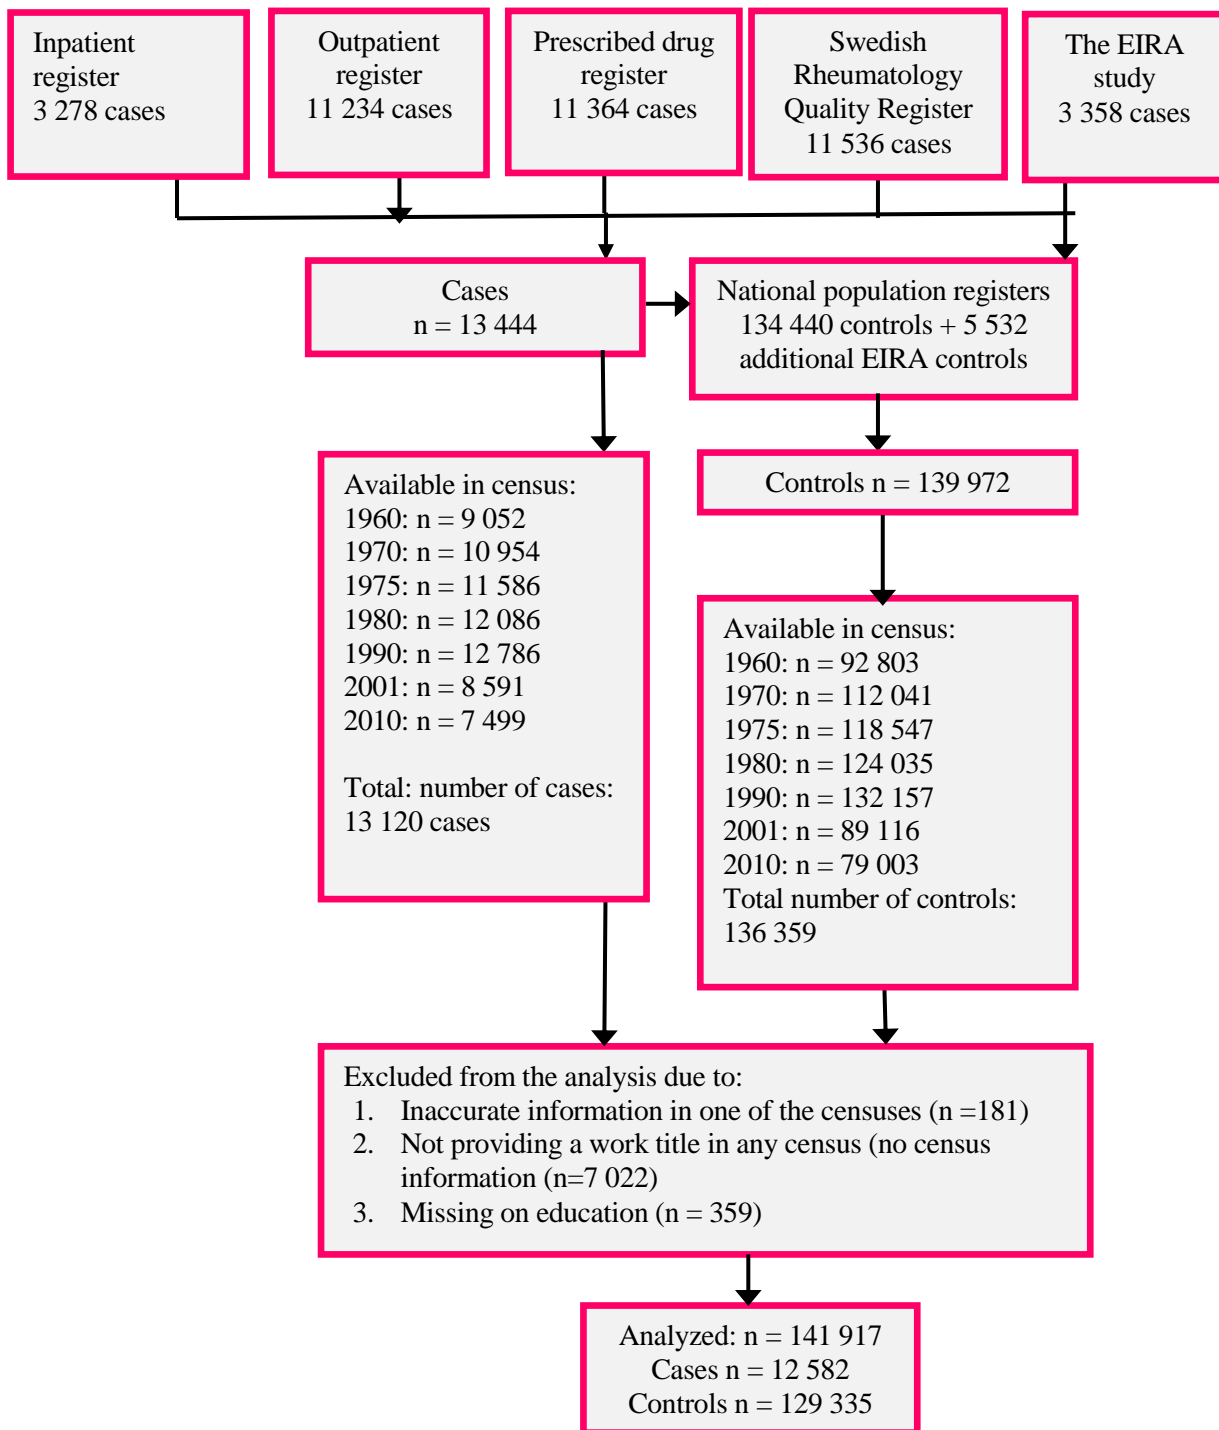 Inpatient
register
3 278 cases
Outpatient
register
11 234 cases
Prescribed drug
register
11 364 cases
Swedish
Rheumatology
Quality Register
11 536 cases
The EIRA
study
3 358 cases
Cases
n = 13 444
National population registers
134 440 controls + 5 532
additional EIRA controls
Available in census:
1960: n = 9 052
1970: n = 10 954
1975: n = 11 586
1980: n = 12 086
1990: n = 12 786
2001: n = 8 591
2010: n = 7 499
Total: number of cases:
13 120 cases
Controls n = 139 972
Available in census:
1960: n = 92 803
1970: n = 112 041
1975: n = 118 547
1980: n = 124 035
1990: n = 132 157
2001: n = 89 116
2010: n = 79 003
Total number of controls:
136 359
Excluded from the analysis due to:
1. Inaccurate information in one of the censuses (n =181)
2. Not providing a work title in any census (no census
information (n=7 022)
3. Missing on education (n = 359)
Analyzed: n = 141 917
Cases n = 12 582
Controls n = 129 335